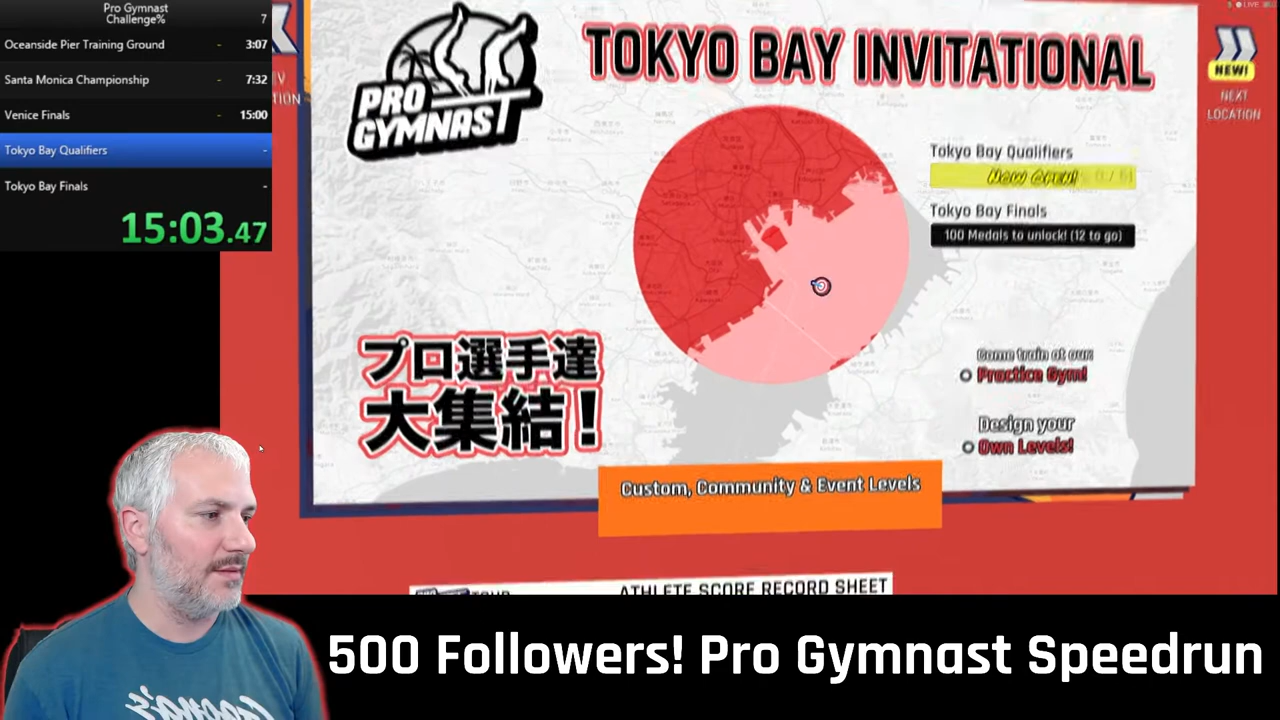 Pro Gymnast
Challenge%
7
Oceanside Pier Training Ground - 3:07
Santa Monica Championship - 7:32
Venice Finals - 15:00
Tokyo Bay Qualifiers -
Tokyo Bay Finals -
15:03.47
PRO
GYMNAST
TOKYO BAY INVITATIONAL
LIVE
NEW!
NEXT
LOCATION
Tokyo Bay Qualifiers
NOW OPEN!
Tokyo Bay Finals
100 Medals to unlock! (12 to go)
プロ選手達
大集結!
Come train at our
Practice Gym!
Design your
Own Levels!
Custom, Community & Event Levels
ATHLETE SCORE RECORD SHEET
500 Followers! Pro Gymnast Speedrun